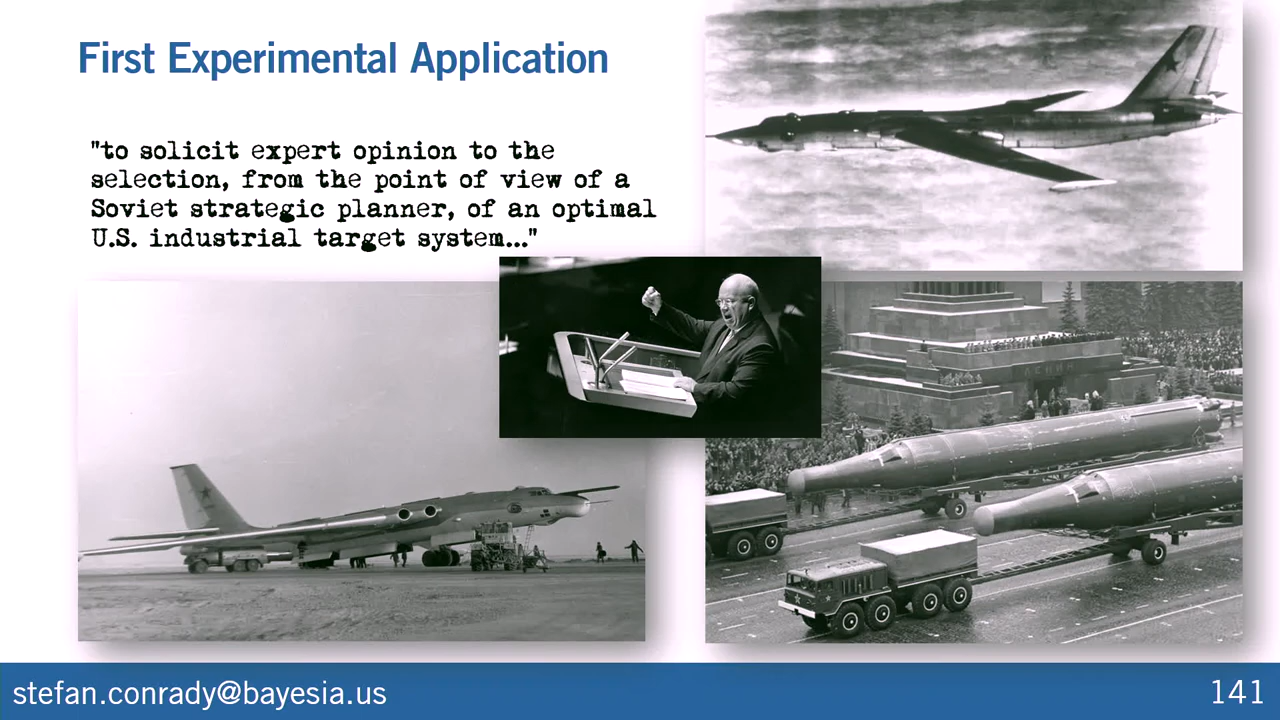 First Experimental Application
"to solicit expert opinion to the
selection, from the point of view of a
Soviet strategic planner, of an optimal
U.S. industrial target system…"
ЛЕНИН
stefan.conrady@bayesia.us
141